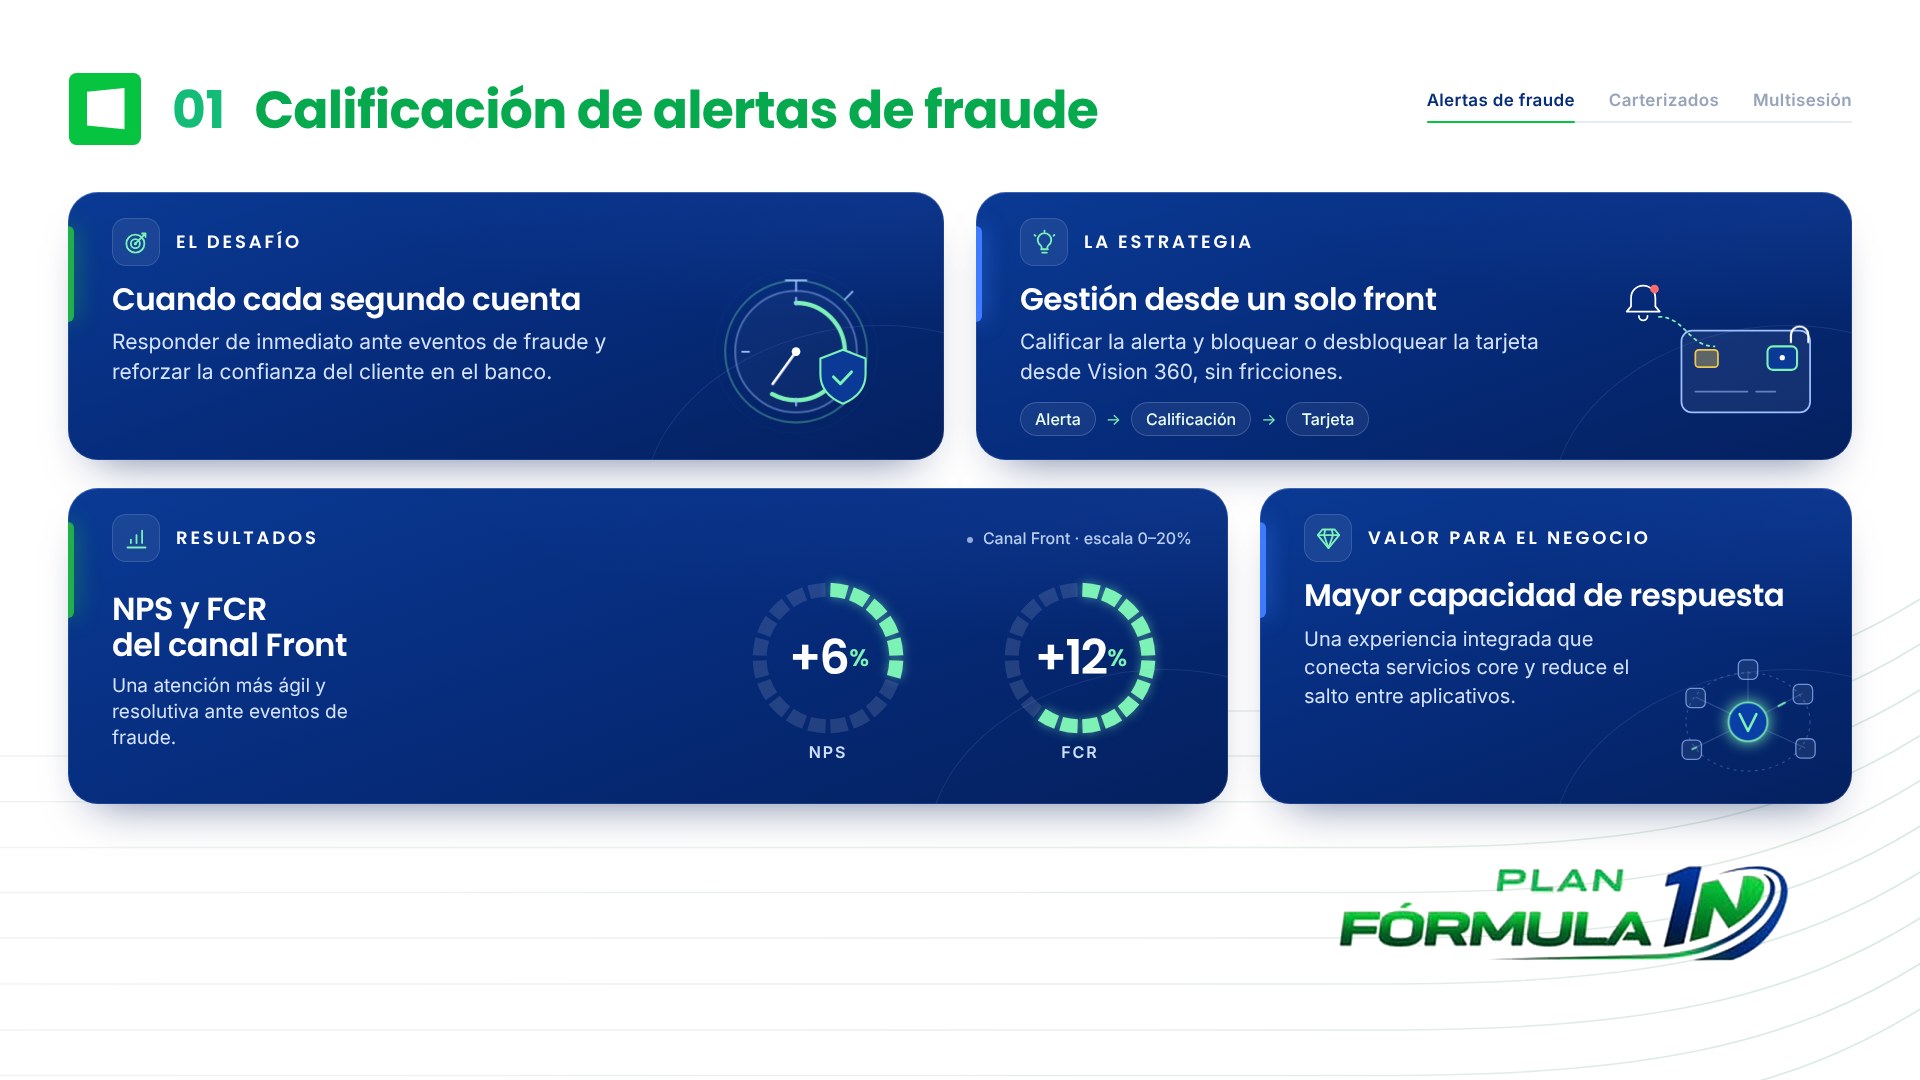 01 Calificación de alertas de fraude
Alertas de fraude Carterizados Multisesión
EL DESAFÍO
Cuando cada segundo cuenta
Responder de inmediato ante eventos de fraude y
reforzar la confianza del cliente en el banco.
LA ESTRATEGIA
Gestión desde un solo front
Calificar la alerta y bloquear o desbloquear la tarjeta
desde Vision 360, sin fricciones.
Alerta → Calificación → Tarjeta
RESULTADOS
• Canal Front · escala 0–20%
NPS y FCR
del canal Front
Una atención más ágil y
resolutiva ante eventos de
fraude.
+6%
NPS
+12%
FCR
VALOR PARA EL NEGOCIO
Mayor capacidad de respuesta
Una experiencia integrada que
conecta servicios core y reduce el
salto entre aplicativos.
V
PLAN
FÓRMULA 1N